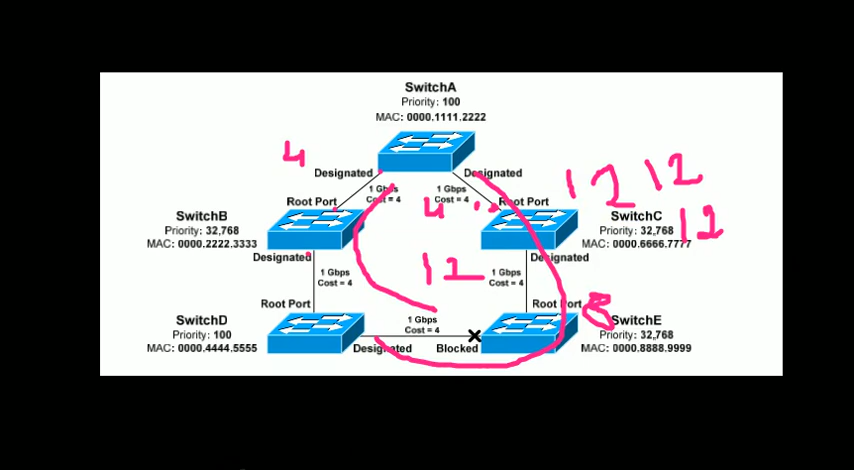 SwitchA
Priority: 100
MAC: 0000.1111.2222
4
Designated
Designated
1 Gbps
Cost = 4
1 Gbps
Cost = 4
12
12
Root Port
4
Root Port
SwitchB
Priority: 32,768
MAC: 0000.2222.3333
SwitchC
Priority: 32,768
MAC: 0000.6666.7777
12
Designated
Designated
12
1 Gbps
Cost = 4
1 Gbps
Cost = 4
Root Port
Root Port
8
SwitchD
Priority: 100
MAC: 0000.4444.5555
1 Gbps
Cost = 4
SwitchE
Priority: 32,768
MAC: 0000.8888.9999
Designated
Blocked